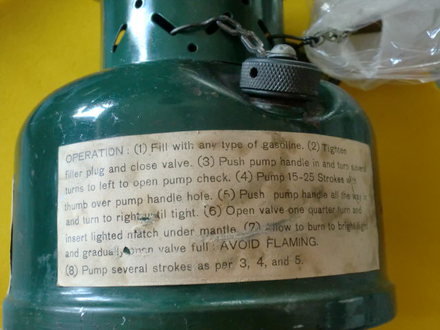 OPERATION : (1) Fill with any type of gasoline. (2) Tighten
filler plug and close valve. (3) Push pump handle in and turn several
turns to left to open pump check. (4) Pump 15-25 Strokes with
thumb over pump handle hole. (5) Push pump handle all the way in
and turn to right until tight. (6) Open valve one quarter turn and
insert lighted match under mantle. (7) Allow to burn to bright light
and gradually open valve full : AVOID FLAMING.
(8) Pump several strokes as per 3, 4, and 5.